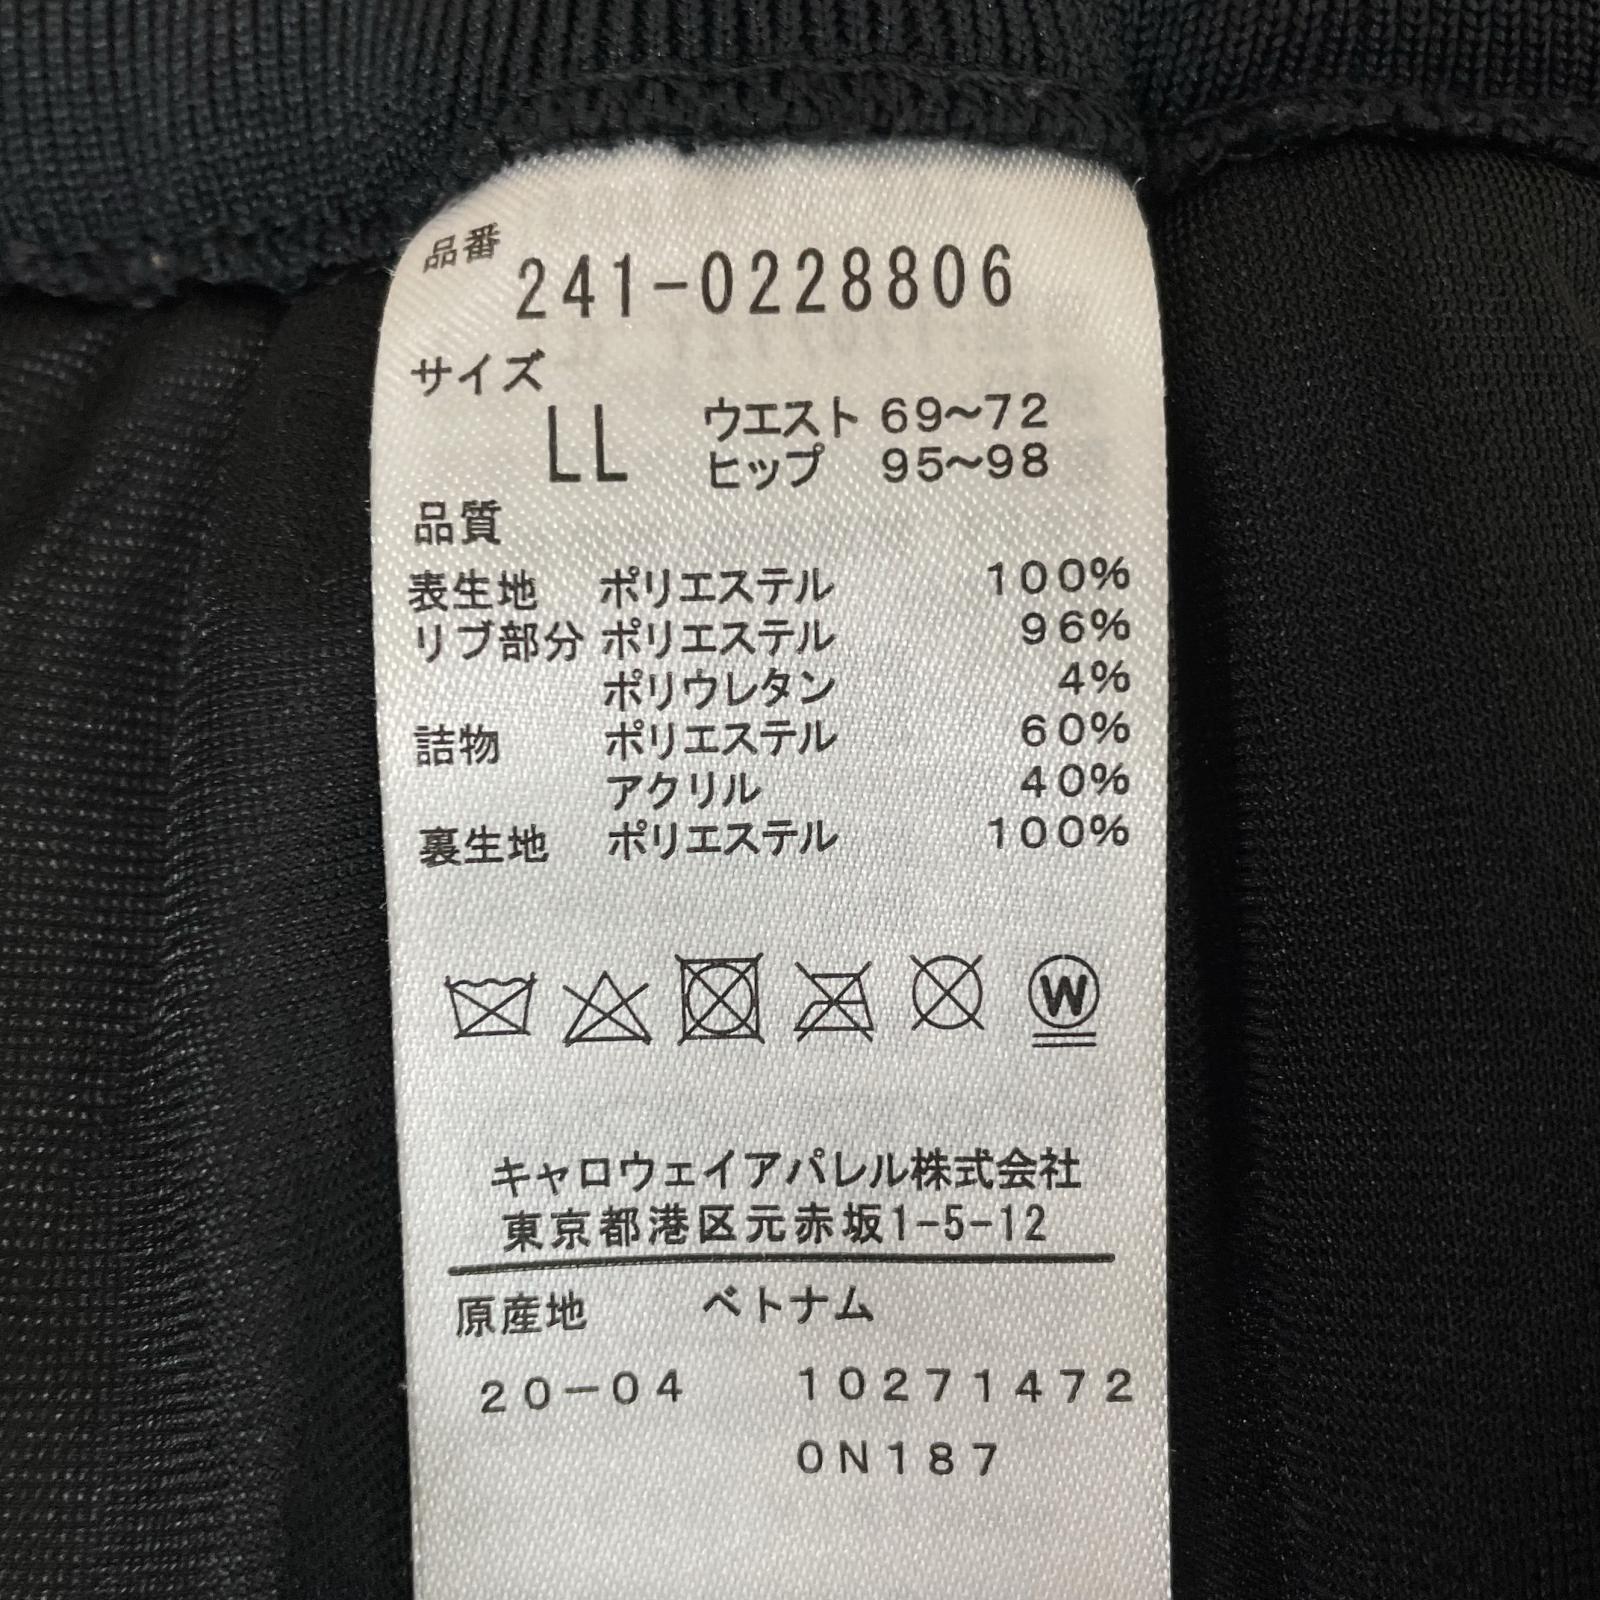 品番 241-0228806
サイズ
LL ウエスト 69〜72
ヒップ 95〜98
品質
表生地 ポリエステル 100%
リブ部分 ポリエステル 96%
ポリウレタン 4%
詰物 ポリエステル 60%
アクリル 40%
裏生地 ポリエステル 100%
W
キャロウェイアパレル株式会社
東京都港区元赤坂1-5-12
原産地 ベトナム
20-04 10271472
0N187